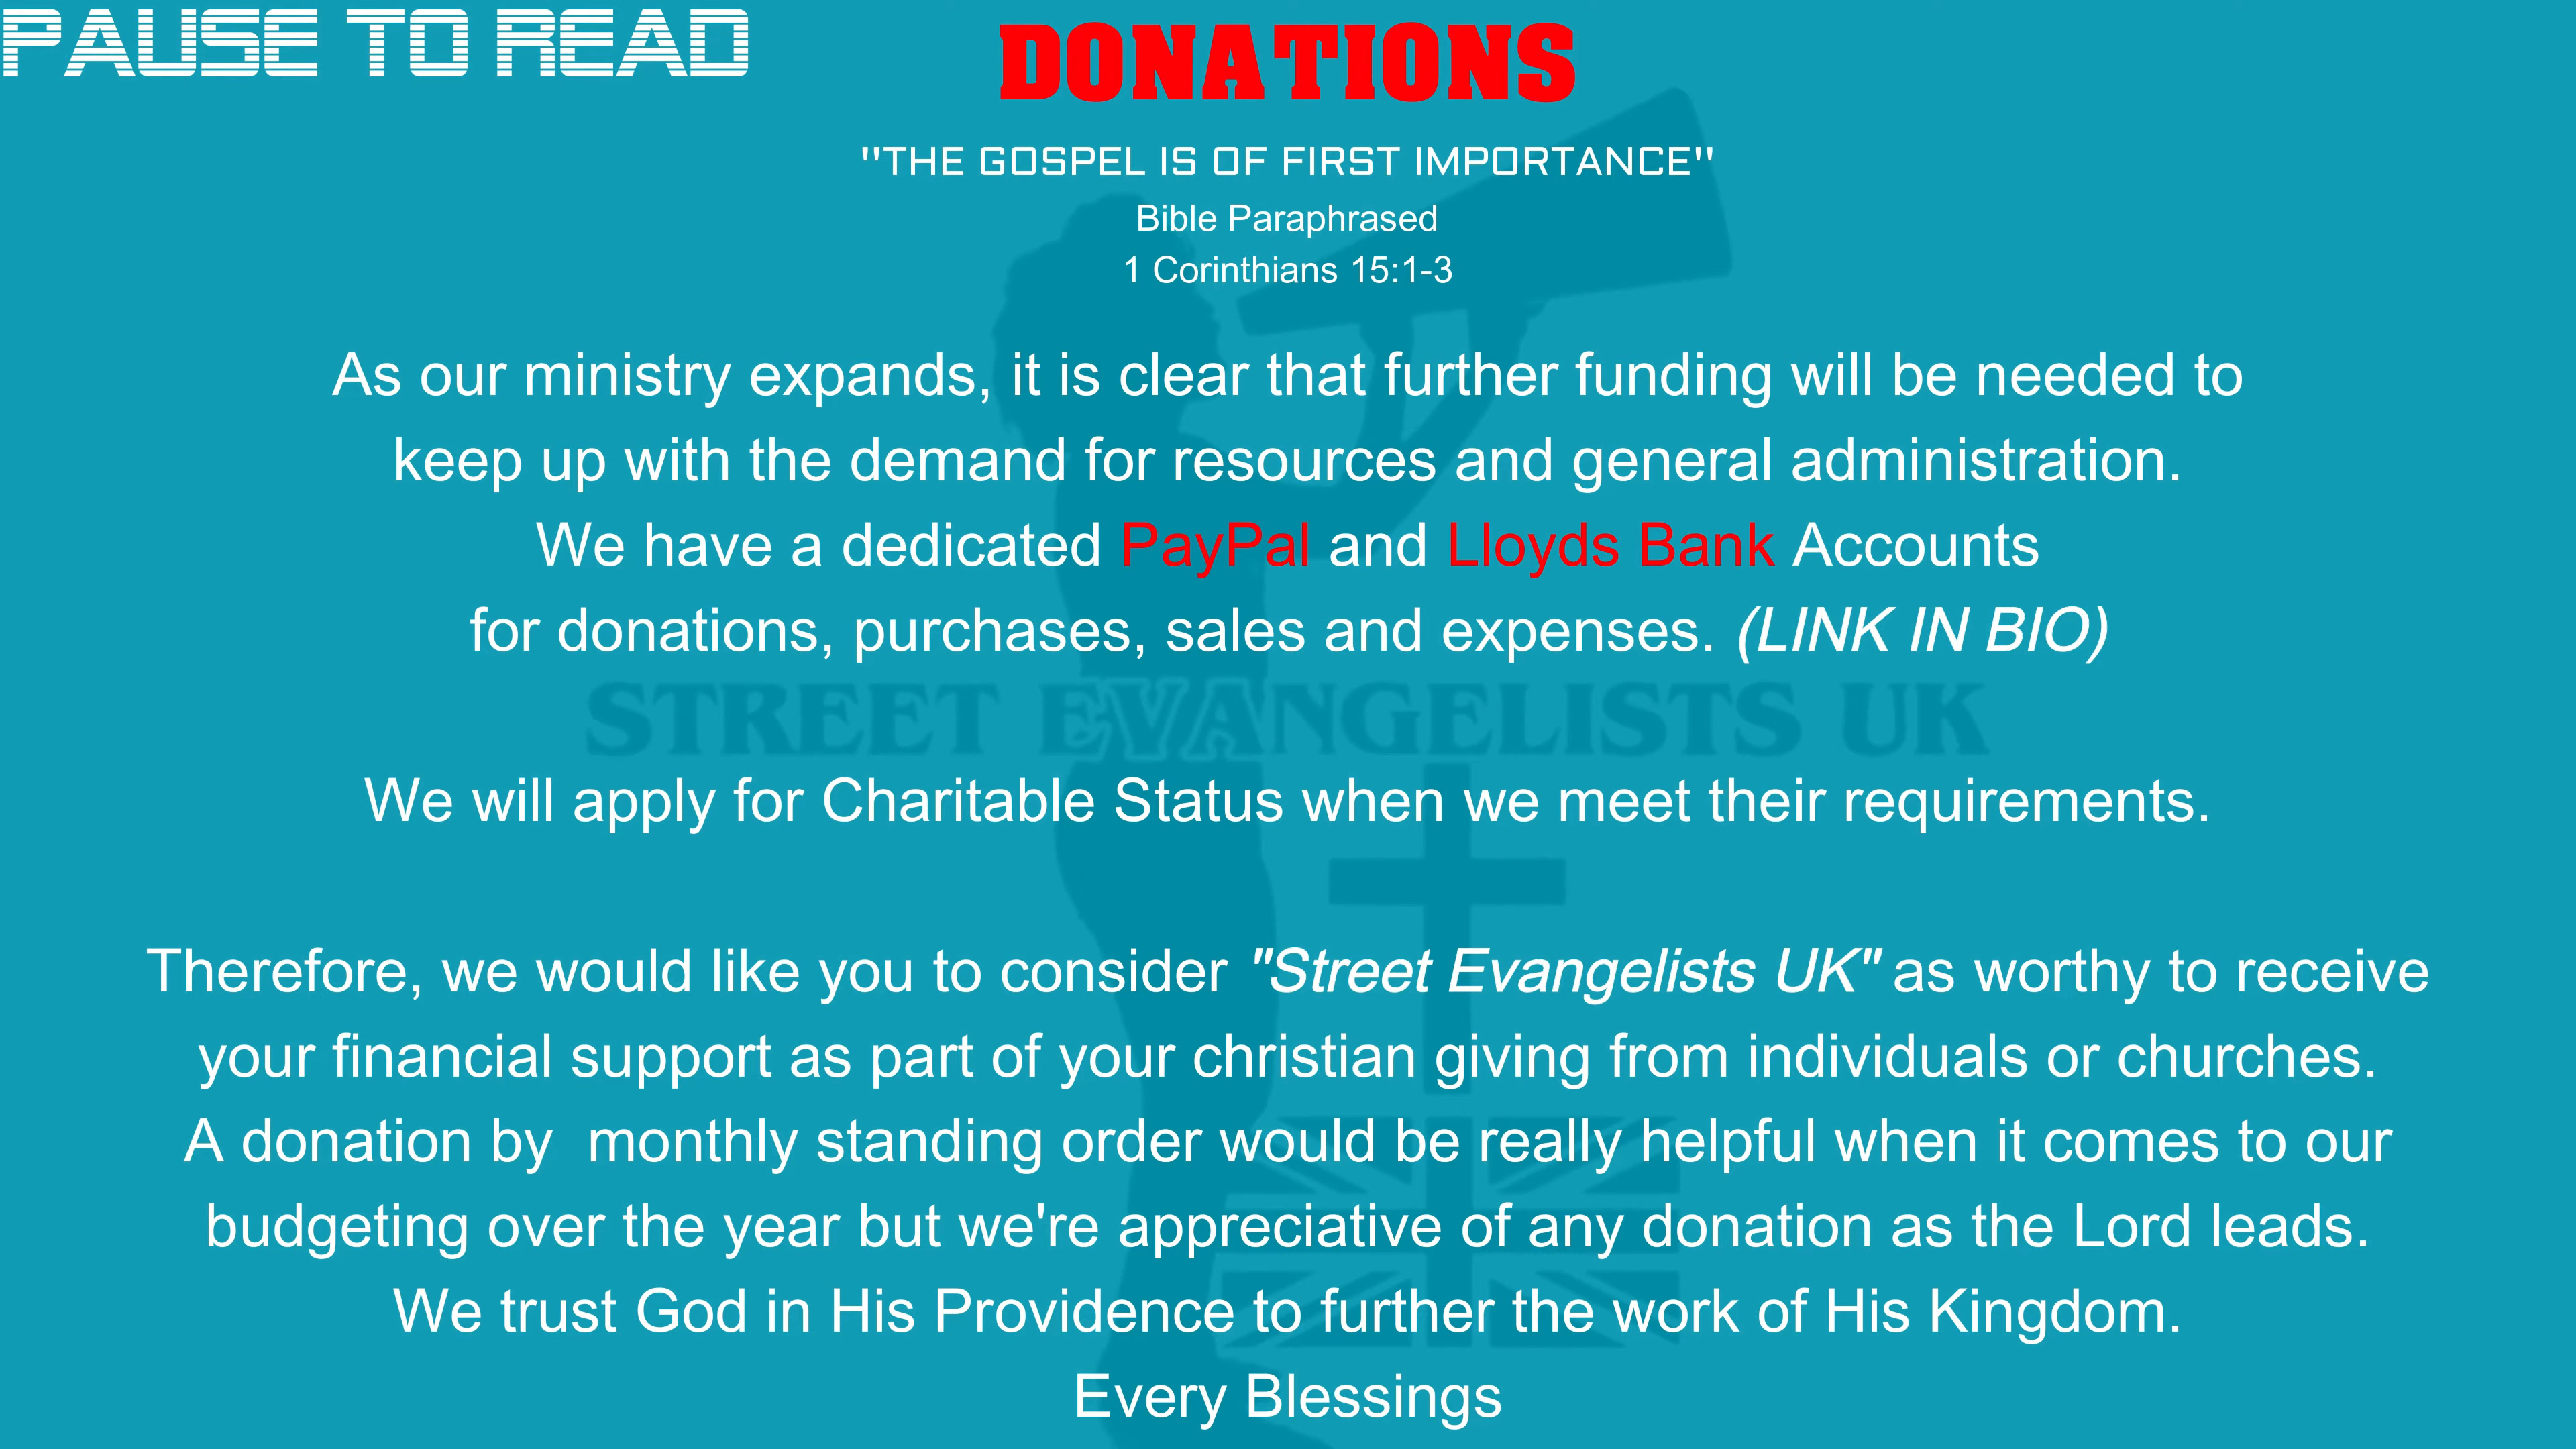 PAUSE TO READ
DONATIONS
"THE GOSPEL IS OF FIRST IMPORTANCE"
Bible Paraphrased
1 Corinthians 15:1-3
As our ministry expands, it is clear that further funding will be needed to
keep up with the demand for resources and general administration.
We have a dedicated PayPal and Lloyds Bank Accounts
for donations, purchases, sales and expenses. (LINK IN BIO)
STREET EVANGELISTS UK
We will apply for Charitable Status when we meet their requirements.
Therefore, we would like you to consider "Street Evangelists UK" as worthy to receive
your financial support as part of your christian giving from individuals or churches.
A donation by  monthly standing order would be really helpful when it comes to our
budgeting over the year but we're appreciative of any donation as the Lord leads.
We trust God in His Providence to further the work of His Kingdom.
Every Blessings